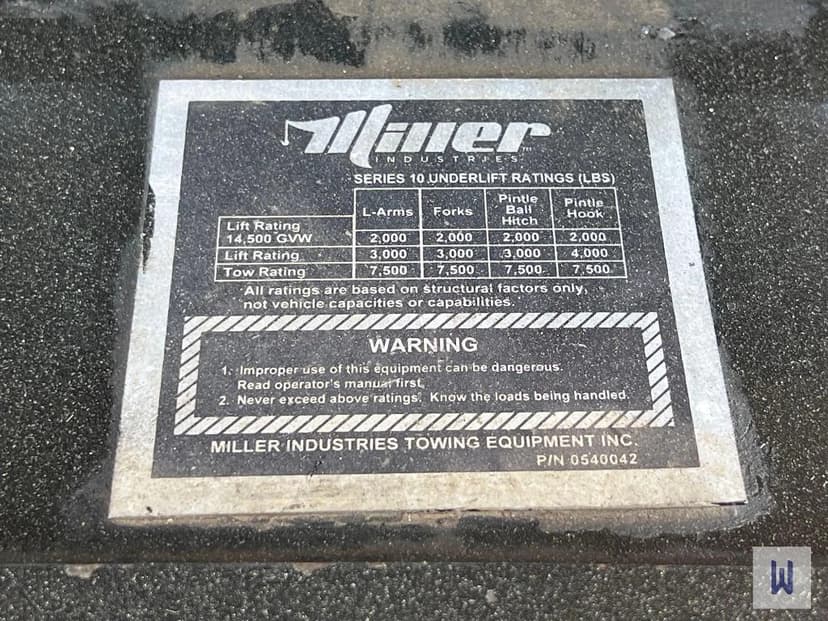 Miller™
INDUSTRIES
SERIES 10 UNDERLIFT RATINGS (LBS)
L-Arms Forks Pintle Ball Hitch Pintle Hook
Lift Rating 14,500 GVW 2,000 2,000 2,000 2,000
Lift Rating 3,000 3,000 3,000 4,000
Tow Rating 7,500 7,500 7,500 7,500
All ratings are based on structural factors only,
not vehicle capacities or capabilities.
WARNING
1. Improper use of this equipment can be dangerous.
Read operator's manual first.
2. Never exceed above ratings. Know the loads being handled.
MILLER INDUSTRIES TOWING EQUIPMENT INC.
P/N 0540042
W